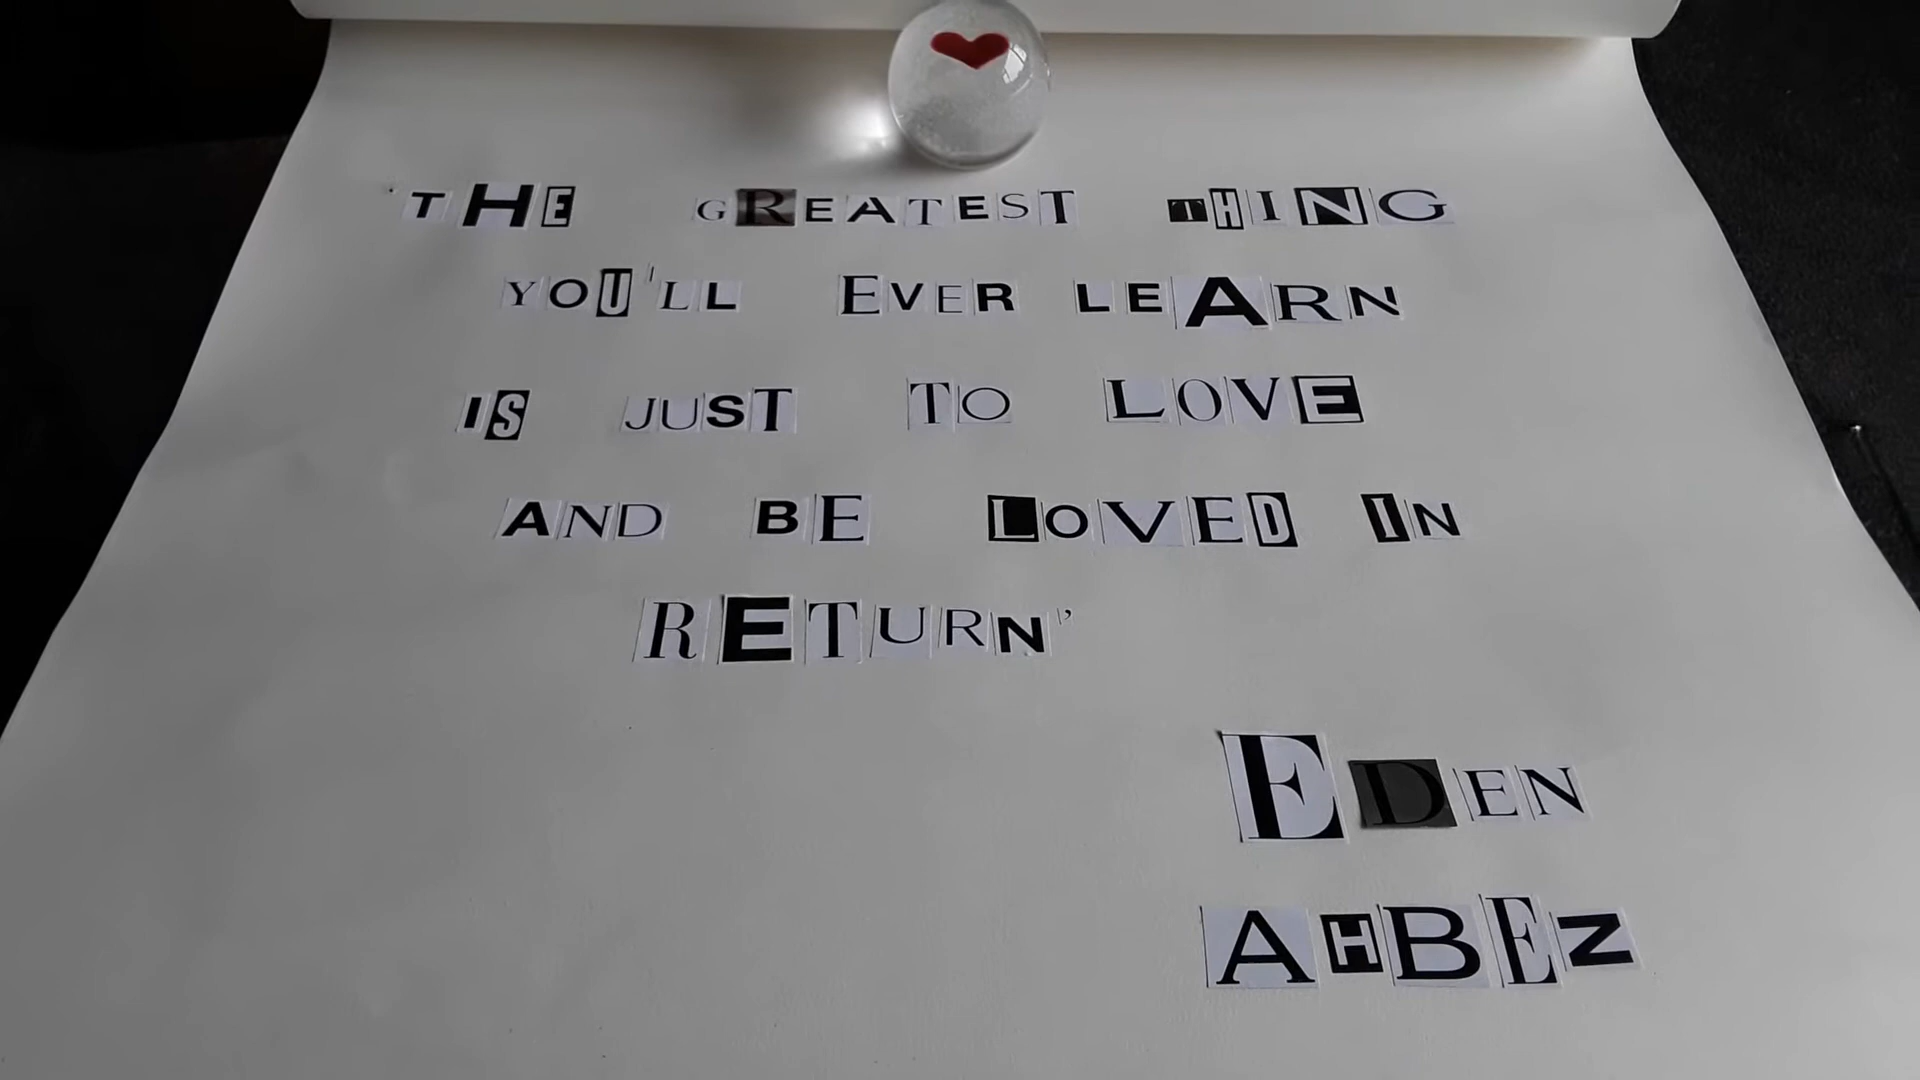 'THE GREATEST THING
YOU'LL EVER LEARN
IS JUST TO LOVE
AND BE LOVED IN
RETURN'
EDEN
AHBEZ